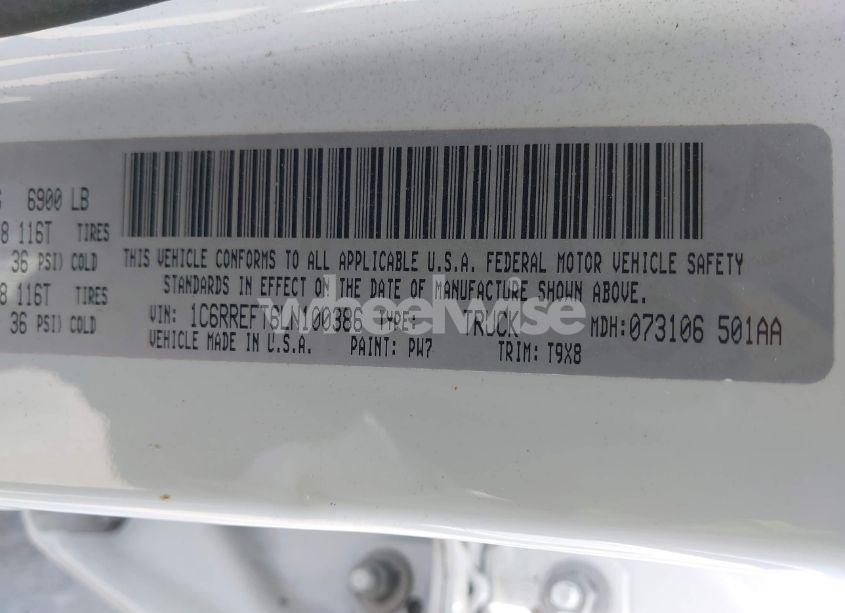 G 6900 LB
8 116T TIRES
36 PSI) COLD
8 116T TIRES
36 PSI) COLD
THIS VEHICLE CONFORMS TO ALL APPLICABLE U.S.A. FEDERAL MOTOR VEHICLE SAFETY
STANDARDS IN EFFECT ON THE DATE OF MANUFACTURE SHOWN ABOVE.
VIN: 1C6RREFT6LN100386 TYPE: TRUCK MDH:073106 501AA
VEHICLE MADE IN U.S.A. PAINT: PW7 TRIM: T9X8
wheelwise